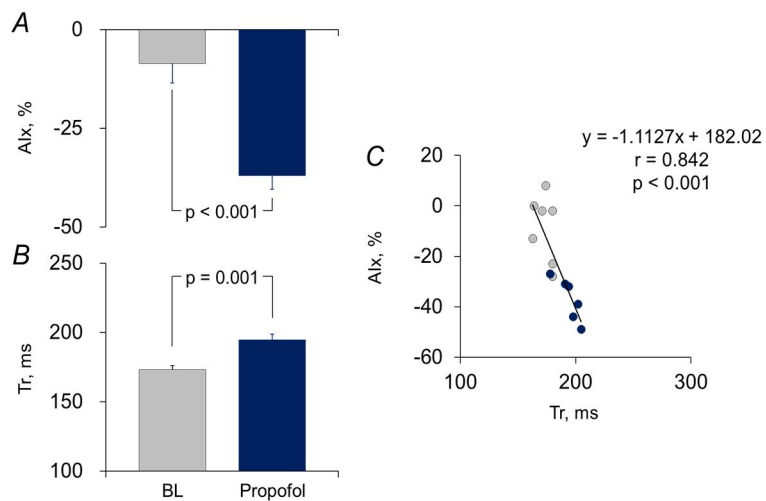 A
0
-25
-50
AIx, %
p < 0.001
B
250
200
150
100
Tr, ms
p = 0.001
BL
Propofol
C
y = -1.1127x + 182.02
r = 0.842
p < 0.001
20
0
-20
-40
-60
AIx, %
100
200
300
Tr, ms